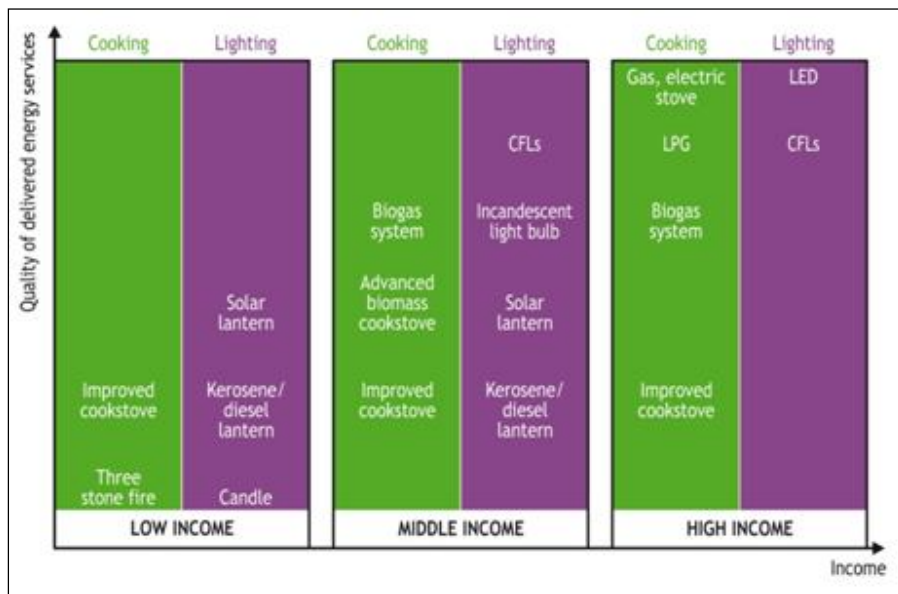 Quality of delivered energy services
Cooking
Lighting
Solar
lantern
Improved
cookstove
Kerosene/
diesel
lantern
Three
stone fire
Candle
LOW INCOME
Cooking
Lighting
CFLs
Biogas
system
Incandescent
light bulb
Advanced
biomass
cookstove
Solar
lantern
Improved
cookstove
Kerosene/
diesel
lantern
MIDDLE INCOME
Cooking
Lighting
Gas, electric
stove
LED
LPG
CFLs
Biogas
system
Improved
cookstove
HIGH INCOME
Income